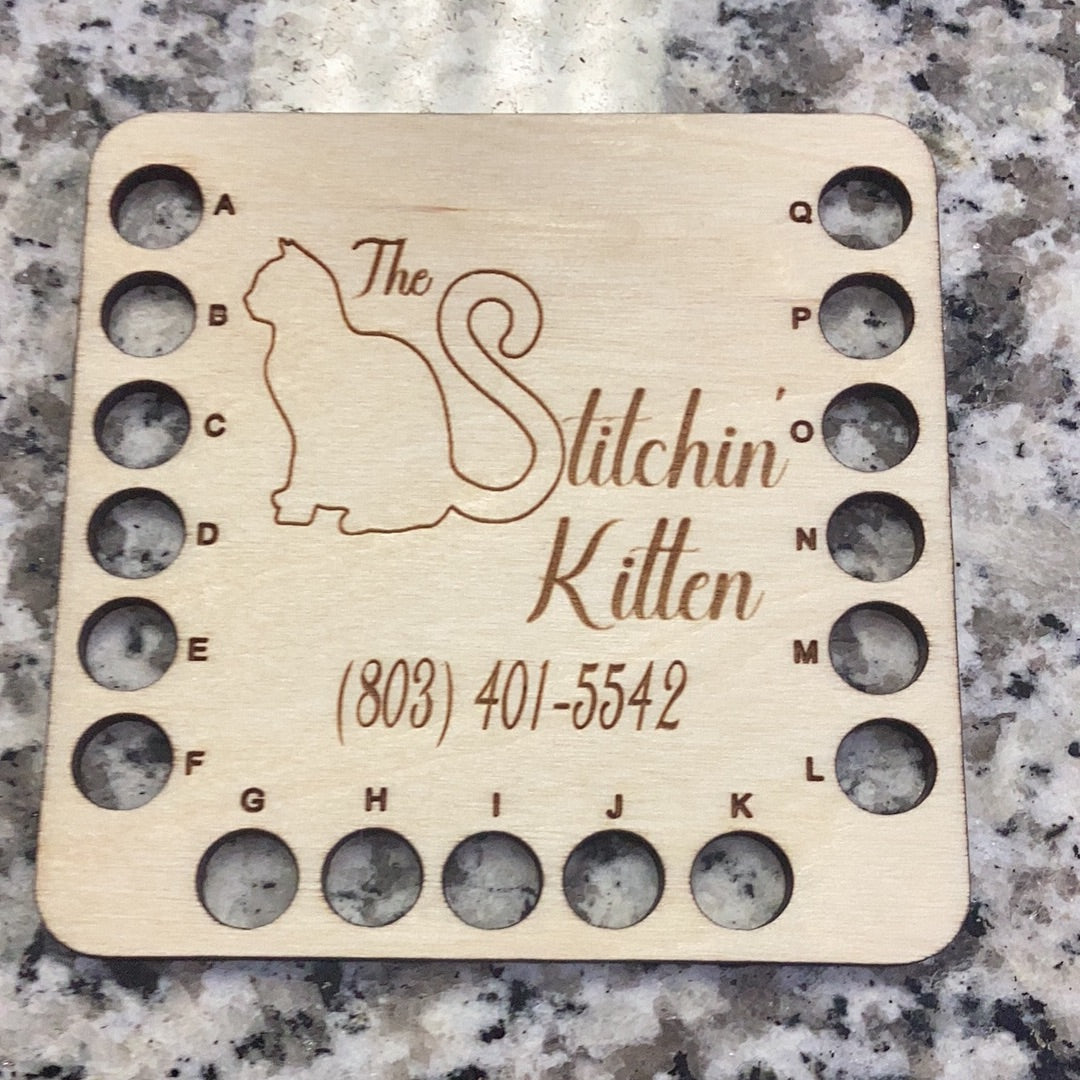 The
Stitchin'
Kitten
(803) 401-5542
A
B
C
D
E
F
G H I J K
L
M
N
O
P
Q